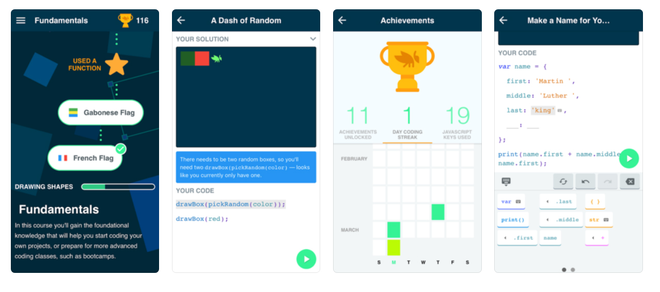 Fundamentals
116
USED A
FUNCTION
Gabonese Flag
French Flag
DRAWING SHAPES
Fundamentals
In this course you'll gain the foundational
knowledge that will help you start coding your
own projects, or prepare for more advanced
coding classes, such as bootcamps.
A Dash of Random
YOUR SOLUTION
There needs to be two random boxes, so you'll
need two drawBox(pickRandom(color)) — looks
like you currently only have one.
YOUR CODE
drawBox(pickRandom(color));
drawBox(red);
Achievements
11
ACHIEVEMENTS
UNLOCKED
1
DAY CODING
STREAK
19
JAVASCRIPT
KEYS USED
FEBRUARY
MARCH
S M T W T F S
Make a Name for Yo...
YOUR CODE
var name = {
first: 'Martin ',
middle: 'Luther ',
last: 'king' ,
___: ___
};
print(name.first + name.middle
name.first);
var
+ .last
{ }
print()
+ .middle
str
+ .first
name